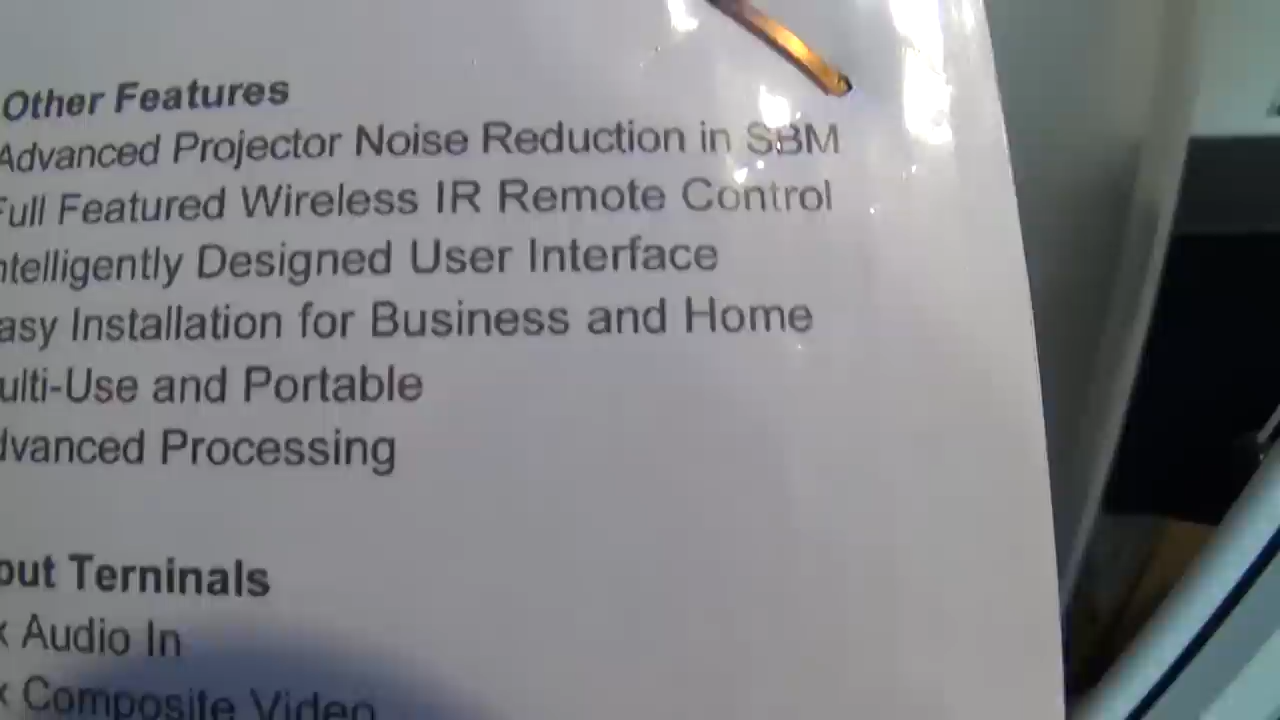 Other Features
Advanced Projector Noise Reduction in SBM
Full Featured Wireless IR Remote Control
ntelligently Designed User Interface
asy Installation for Business and Home
ulti-Use and Portable
dvanced Processing
out Terninals
x Audio In
x Composite Video